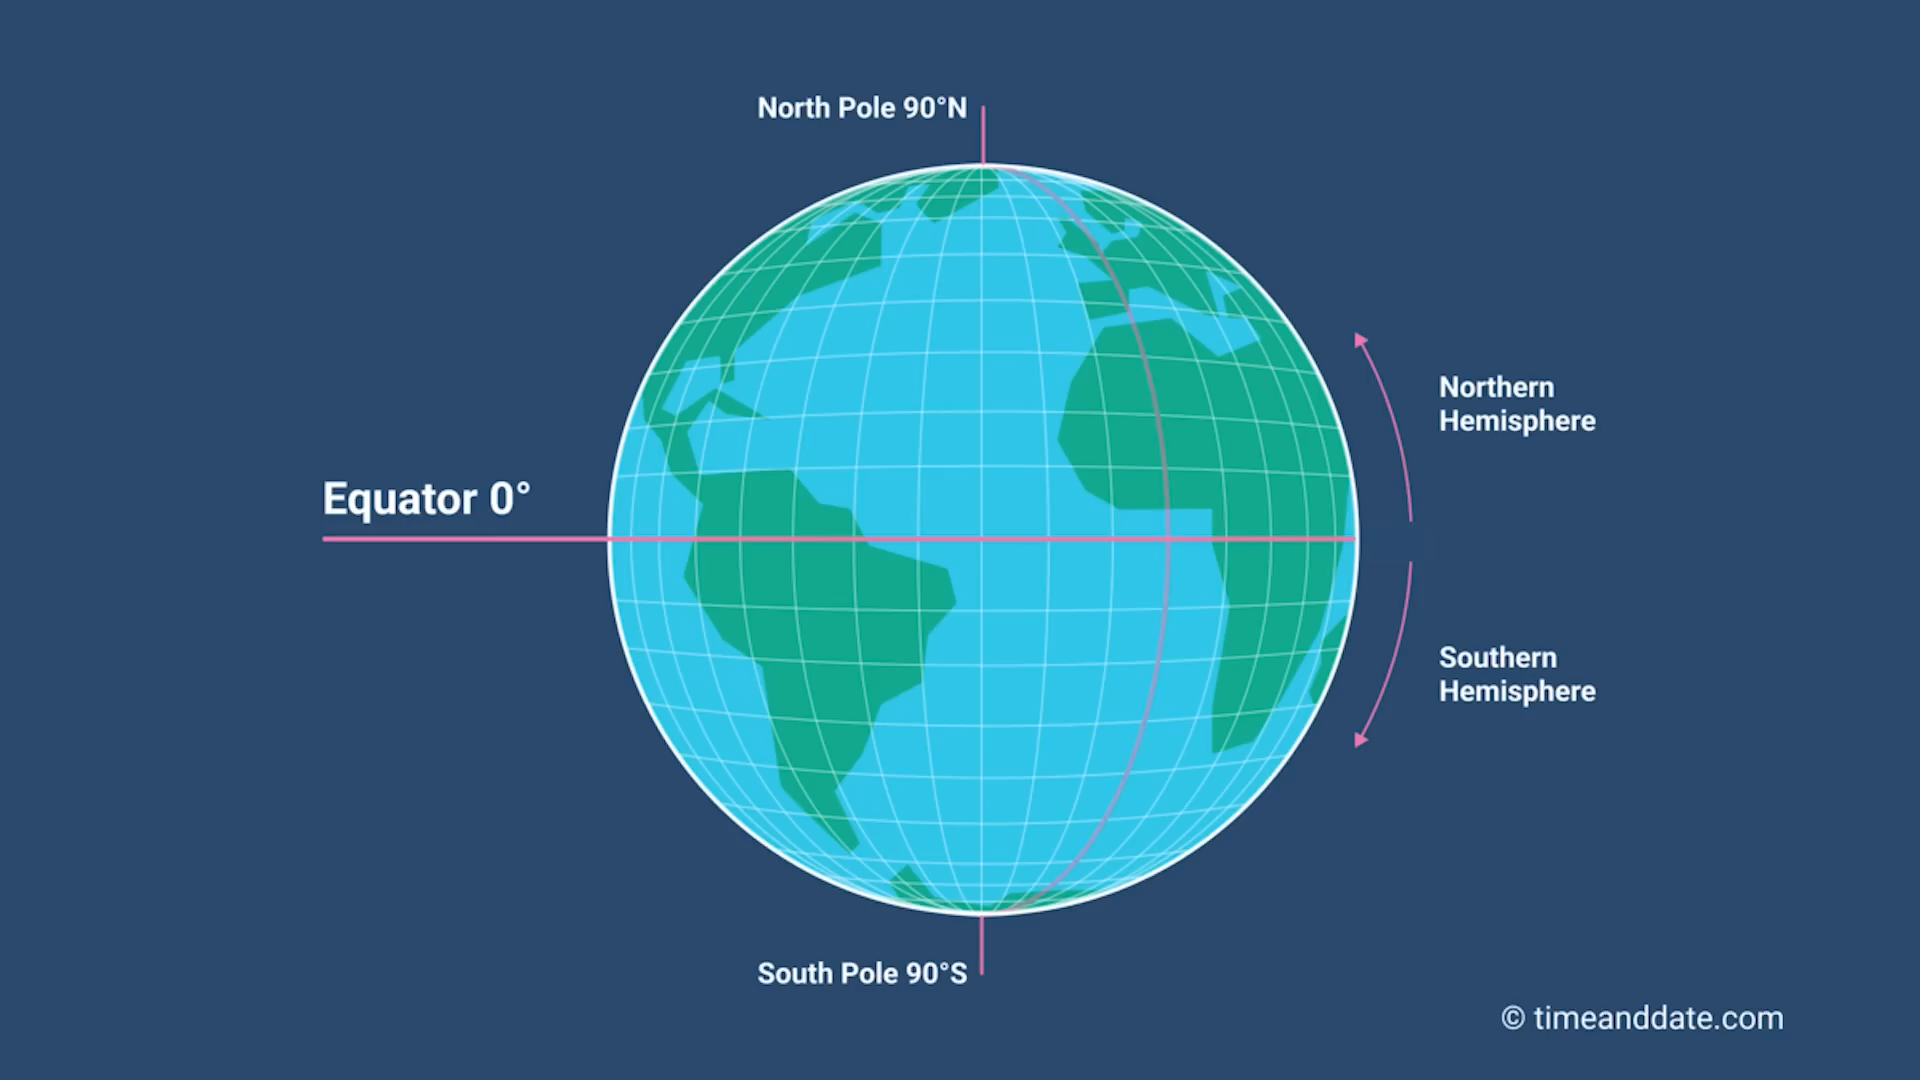 North Pole 90°N
Northern
Hemisphere
Equator 0°
Southern
Hemisphere
South Pole 90°S
© timeanddate.com